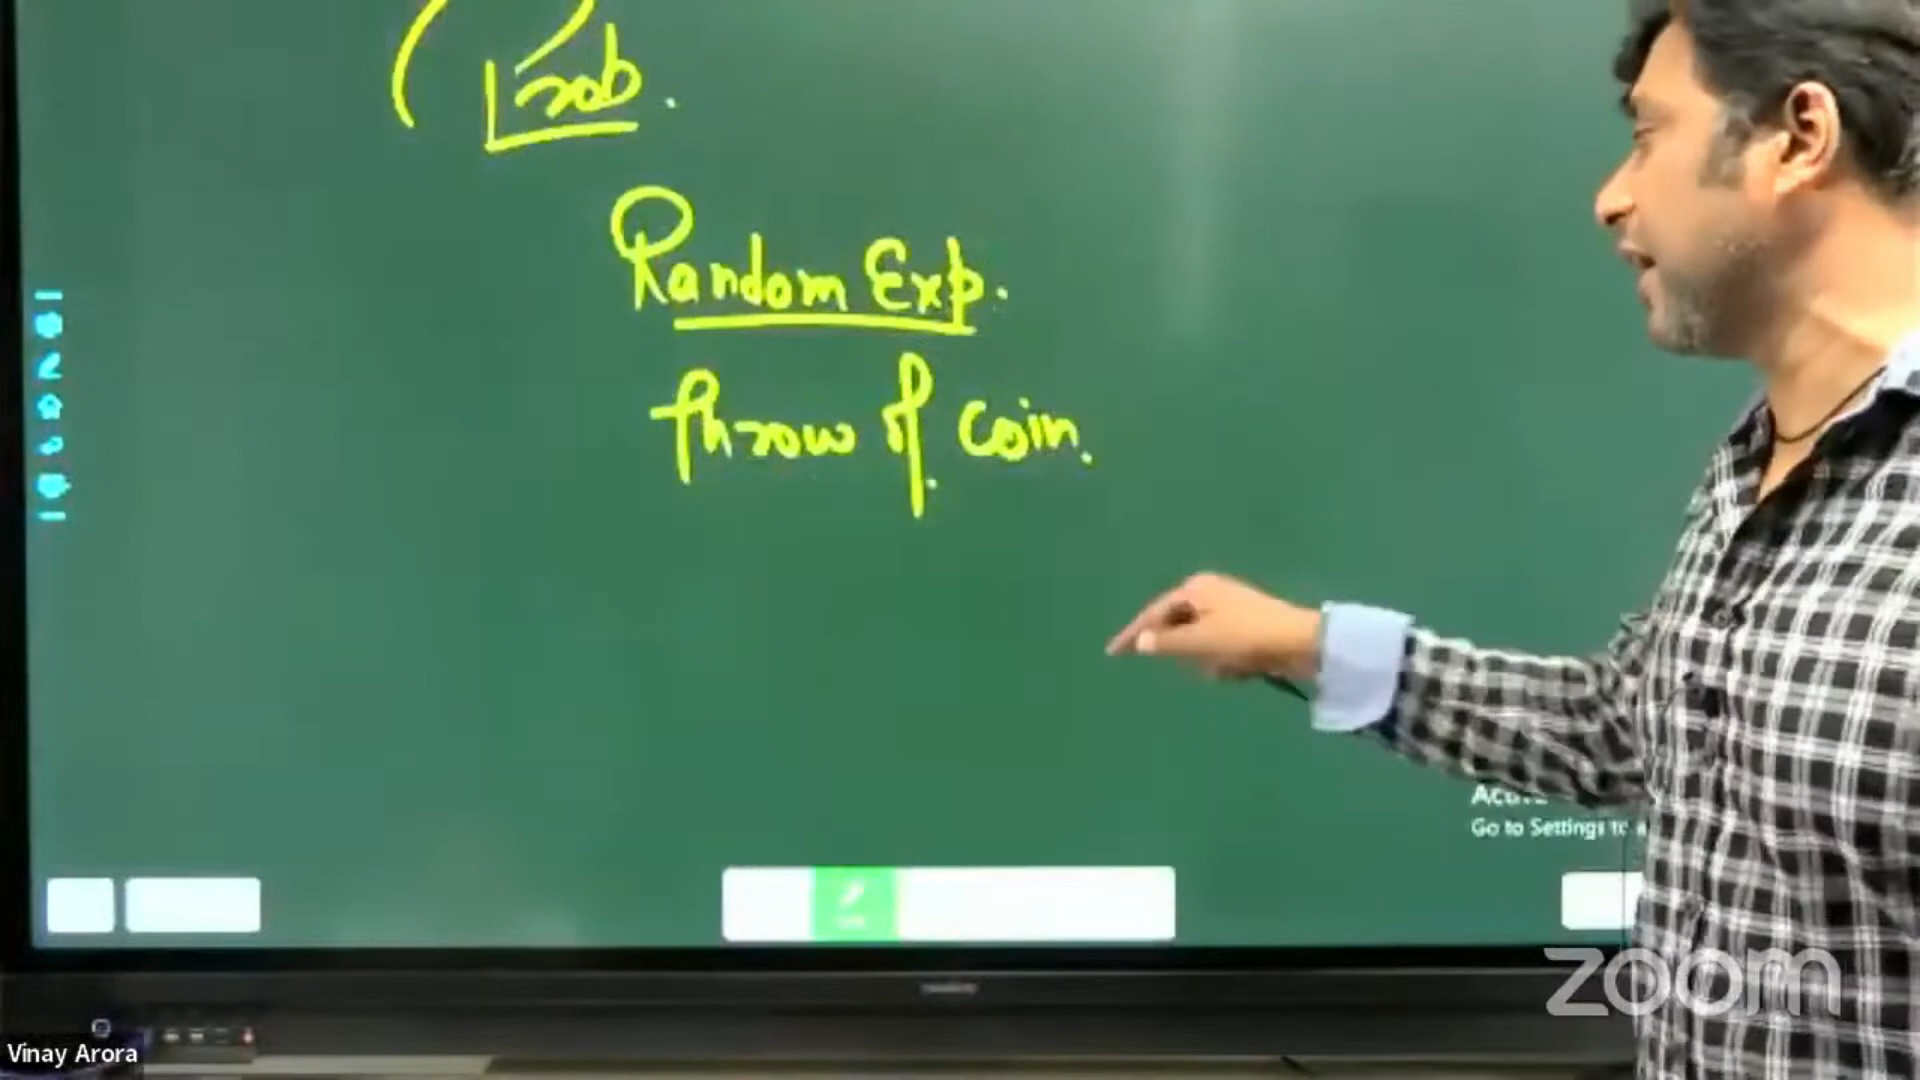 Prob.
Random Exp.
Throw of coin.
Go to Settings to a
zoom
Vinay Arora